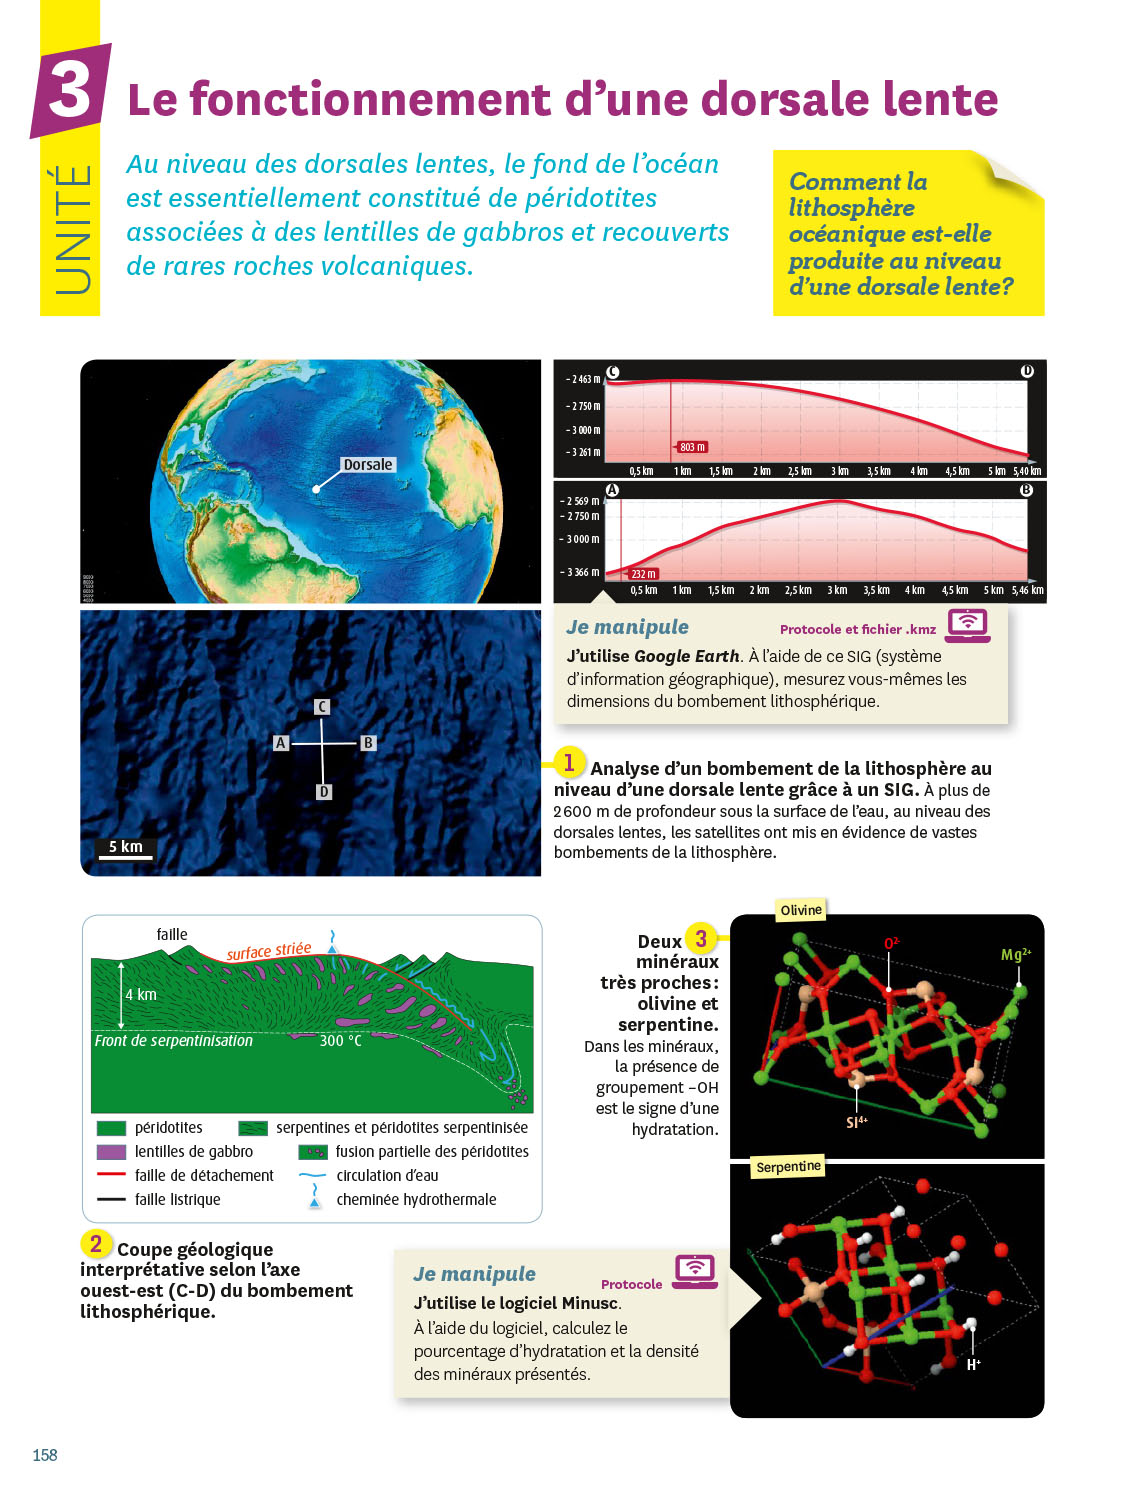 3
UNITÉ
Le fonctionnement d’une dorsale lente
Au niveau des dorsales lentes, le fond de l’océan
est essentiellement constitué de péridotites
associées à des lentilles de gabbros et recouverts
de rares roches volcaniques.
Comment la
lithosphère
océanique est-elle
produite au niveau
d’une dorsale lente?
Dorsale
C
D
– 2 463 m
– 2 750 m
– 3 000 m
– 3 261 m
803 m
0,5 km 1 km 1,5 km 2 km 2,5 km 3 km 3,5 km 4 km 4,5 km 5 km 5,40 km
A
B
– 2 569 m
– 2 750 m
– 3 000 m
– 3 366 m
232 m
0,5 km 1 km 1,5 km 2 km 2,5 km 3 km 3,5 km 4 km 4,5 km 5 km 5,46 km
C
A
B
D
5 km
Je manipule
Protocole et fichier .kmz
J’utilise Google Earth. À l’aide de ce SIG (système
d’information géographique), mesurez vous-mêmes les
dimensions du bombement lithosphérique.
1 Analyse d’un bombement de la lithosphère au
niveau d’une dorsale lente grâce à un SIG. À plus de
2 600 m de profondeur sous la surface de l’eau, au niveau des
dorsales lentes, les satellites ont mis en évidence de vastes
bombements de la lithosphère.
faille
surface striée
4 km
Front de serpentinisation
300 °C
péridotites
serpentines et péridotites serpentinisée
lentilles de gabbro
fusion partielle des péridotites
faille de détachement
circulation d’eau
faille listrique
cheminée hydrothermale
2 Coupe géologique
interprétative selon l’axe
ouest-est (C-D) du bombement
lithosphérique.
Deux 3
minéraux
très proches :
olivine et
serpentine.
Dans les minéraux,
la présence de
groupement –OH
est le signe d’une
hydratation.
Olivine
O2-
Mg2+
Si4+
Serpentine
H+
Je manipule
Protocole
J’utilise le logiciel Minusc.
À l’aide du logiciel, calculez le
pourcentage d’hydratation et la densité
des minéraux présentés.
158